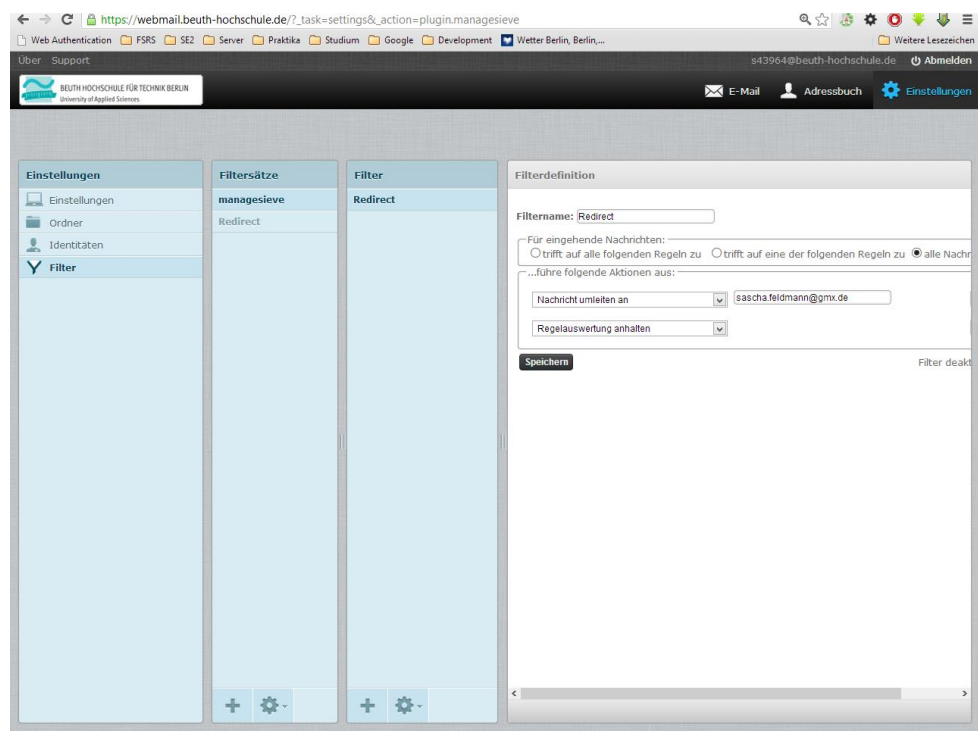 https://webmail.beuth-hochschule.de/?_task=settings&_action=plugin.managesieve
Web Authentication FSRS SE2 Server Praktika Studium Google Development Wetter Berlin, Berlin,... Weitere Lesezeichen
Über Support s43964@beuth-hochschule.de Abmelden
BEUTH HOCHSCHULE FÜR TECHNIK BERLIN
University of Applied Sciences
E-Mail Adressbuch Einstellungen
Einstellungen
Einstellungen
Ordner
Identitäten
Filter
Filtersätze
managesieve
Redirect
Filter
Redirect
Filterdefinition
Filtername: Redirect
Für eingehende Nachrichten:
trifft auf alle folgenden Regeln zu trifft auf eine der folgenden Regeln zu alle Nachr
...führe folgende Aktionen aus:
Nachricht umleiten an sascha.feldmann@gmx.de
Regelauswertung anhalten
Speichern Filter deakt